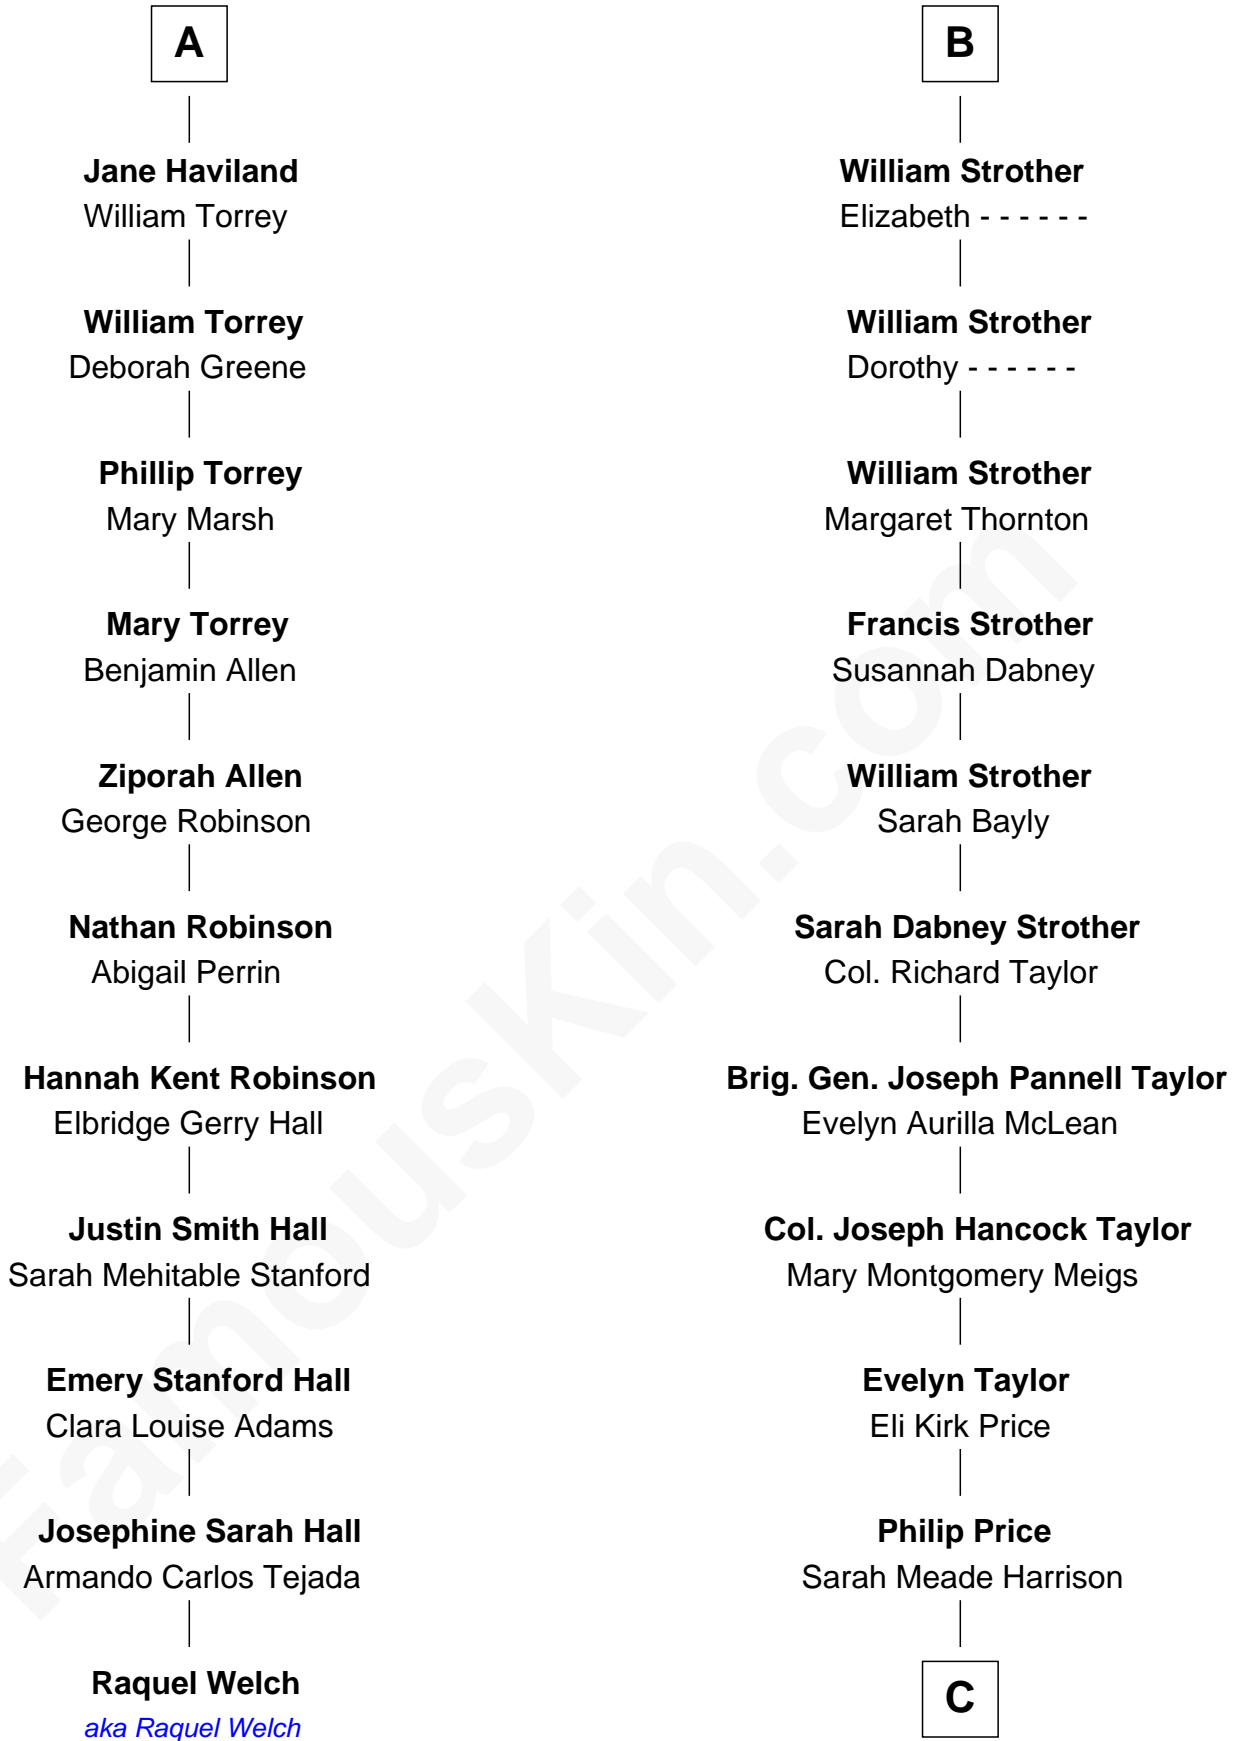 A
Jane Haviland
William Torrey
William Torrey
Deborah Greene
Phillip Torrey
Mary Marsh
Mary Torrey
Benjamin Allen
Ziporah Allen
George Robinson
Nathan Robinson
Abigail Perrin
Hannah Kent Robinson
Elbridge Gerry Hall
Justin Smith Hall
Sarah Mehitable Stanford
Emery Stanford Hall
Clara Louise Adams
Josephine Sarah Hall
Armando Carlos Tejada
Raquel Welch
aka Raquel Welch
B
William Strother
Elizabeth - - - - - -
William Strother
Dorothy - - - - - -
William Strother
Margaret Thornton
Francis Strother
Susannah Dabney
William Strother
Sarah Bayly
Sarah Dabney Strother
Col. Richard Taylor
Brig. Gen. Joseph Pannell Taylor
Evelyn Aurilla McLean
Col. Joseph Hancock Taylor
Mary Montgomery Meigs
Evelyn Taylor
Eli Kirk Price
Philip Price
Sarah Meade Harrison
C
FamousKin.com